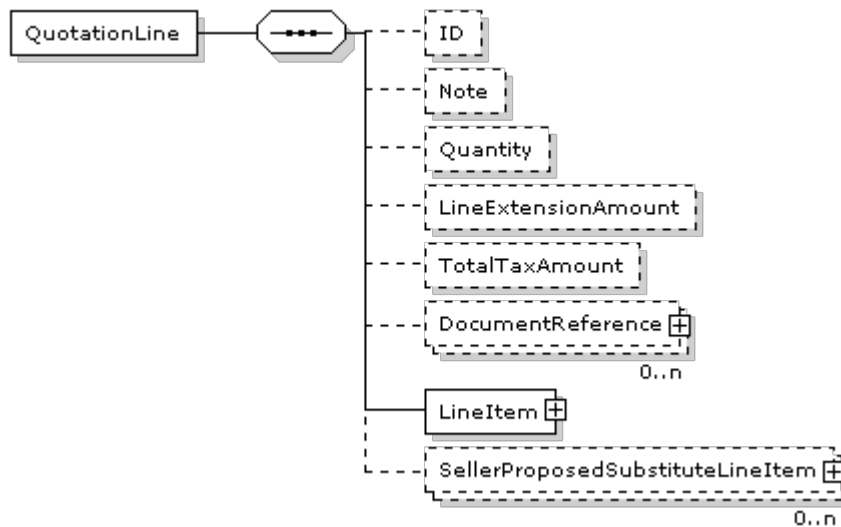 QuotationLine
ID
Note
Quantity
LineExtensionAmount
TotalTaxAmount
DocumentReference
0..n
LineItem
SellerProposedSubstituteLineItem
0..n